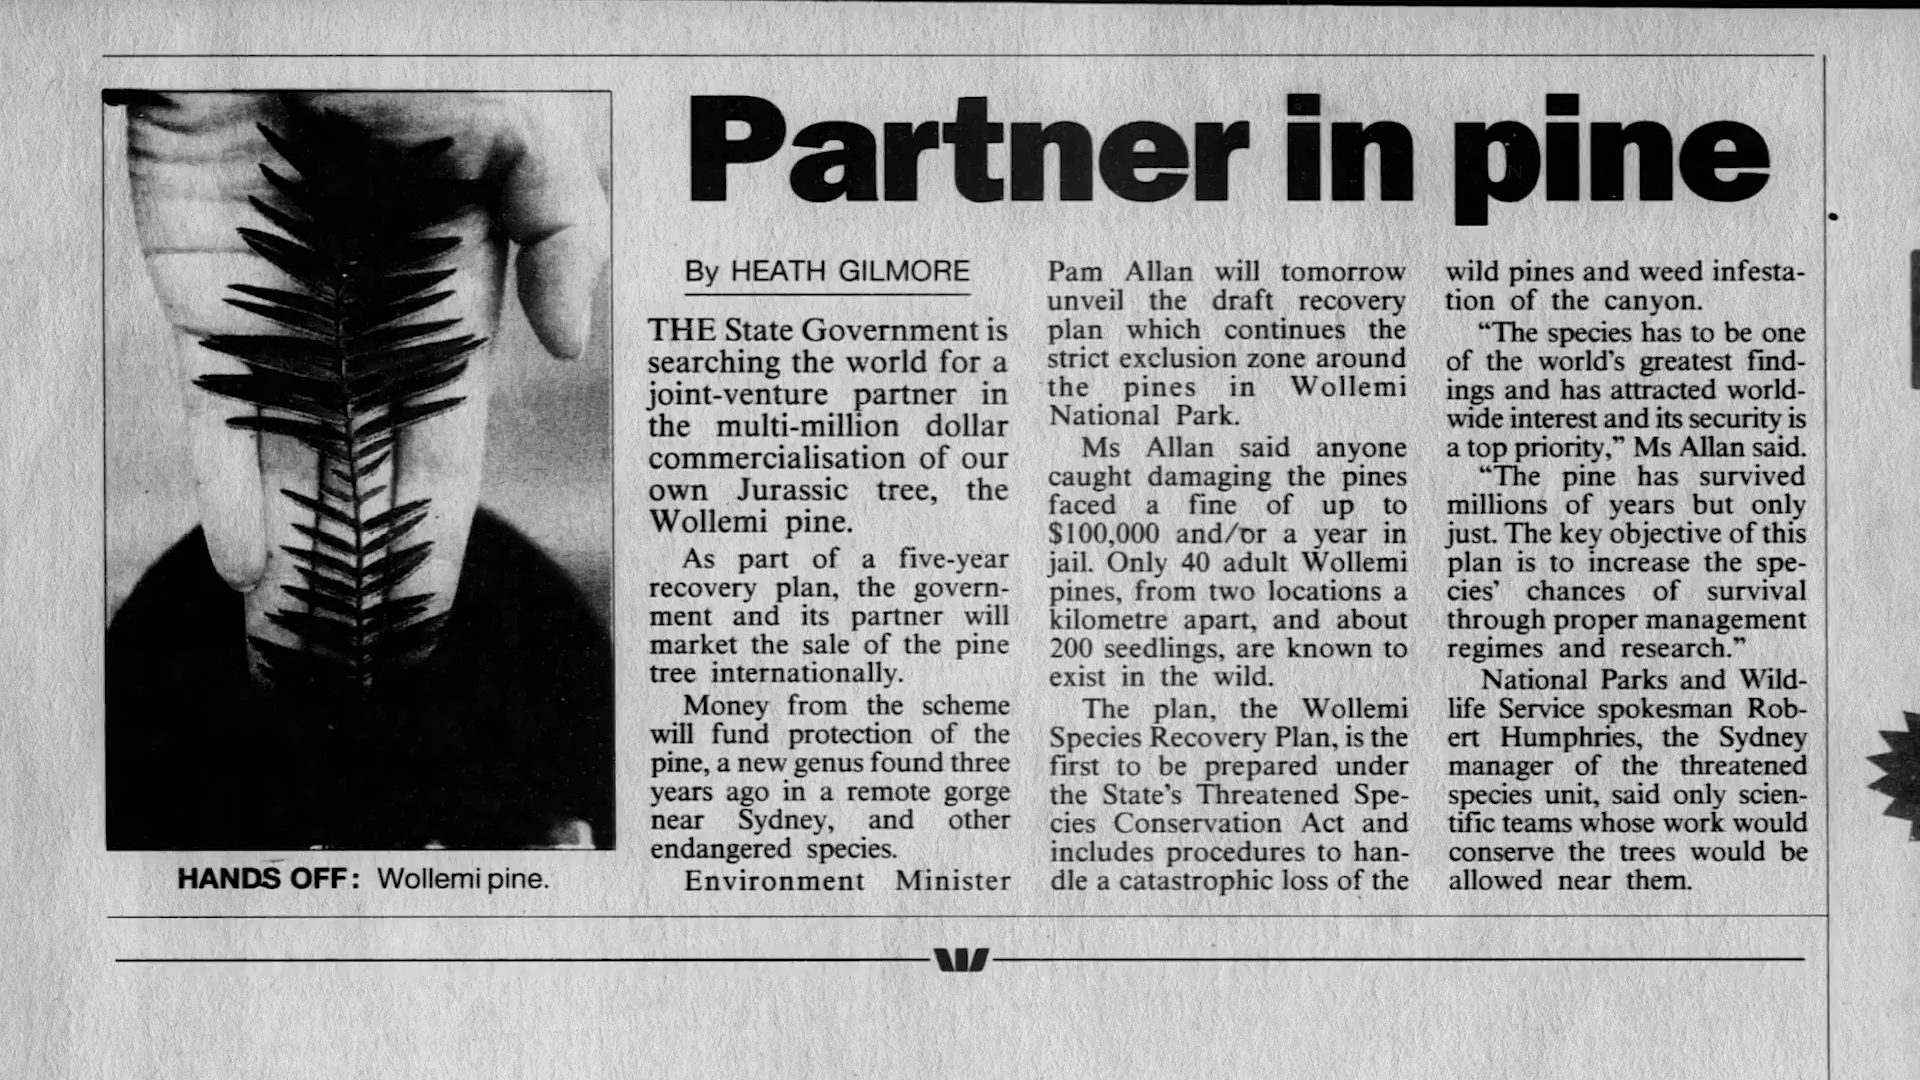 Partner in pine
By HEATH GILMORE
THE State Government is
searching the world for a
joint-venture partner in
the multi-million dollar
commercialisation of our
own Jurassic tree, the
Wollemi pine.
As part of a five-year
recovery plan, the govern-
ment and its partner will
market the sale of the pine
tree internationally.
Money from the scheme
will fund protection of the
pine, a new genus found three
years ago in a remote gorge
near Sydney, and other
endangered species.
Environment Minister
Pam Allan will tomorrow
unveil the draft recovery
plan which continues the
strict exclusion zone around
the pines in Wollemi
National Park.
Ms Allan said anyone
caught damaging the pines
faced a fine of up to
$100,000 and/or a year in
jail. Only 40 adult Wollemi
pines, from two locations a
kilometre apart, and about
200 seedlings, are known to
exist in the wild.
The plan, the Wollemi
Species Recovery Plan, is the
first to be prepared under
the State's Threatened Spe-
cies Conservation Act and
includes procedures to han-
dle a catastrophic loss of the
wild pines and weed infesta-
tion of the canyon.
“The species has to be one
of the world's greatest find-
ings and has attracted world-
wide interest and its security is
a top priority,” Ms Allan said.
“The pine has survived
millions of years but only
just. The key objective of this
plan is to increase the spe-
cies' chances of survival
through proper management
regimes and research.”
National Parks and Wild-
life Service spokesman Rob-
ert Humphries, the Sydney
manager of the threatened
species unit, said only scien-
tific teams whose work would
conserve the trees would be
allowed near them.
HANDS OFF: Wollemi pine.